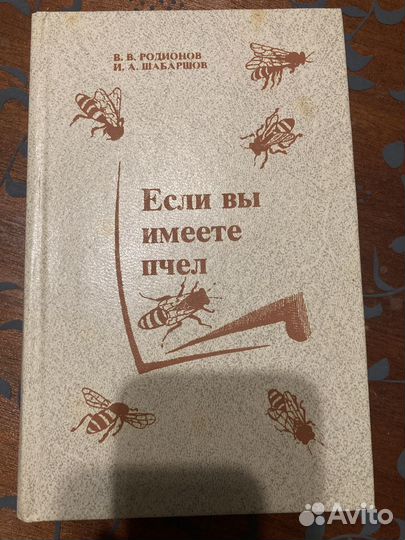 В. В. РОДИОНОВ
И. А. ШАБАРШОВ
Если вы
имеете
пчел
Avito